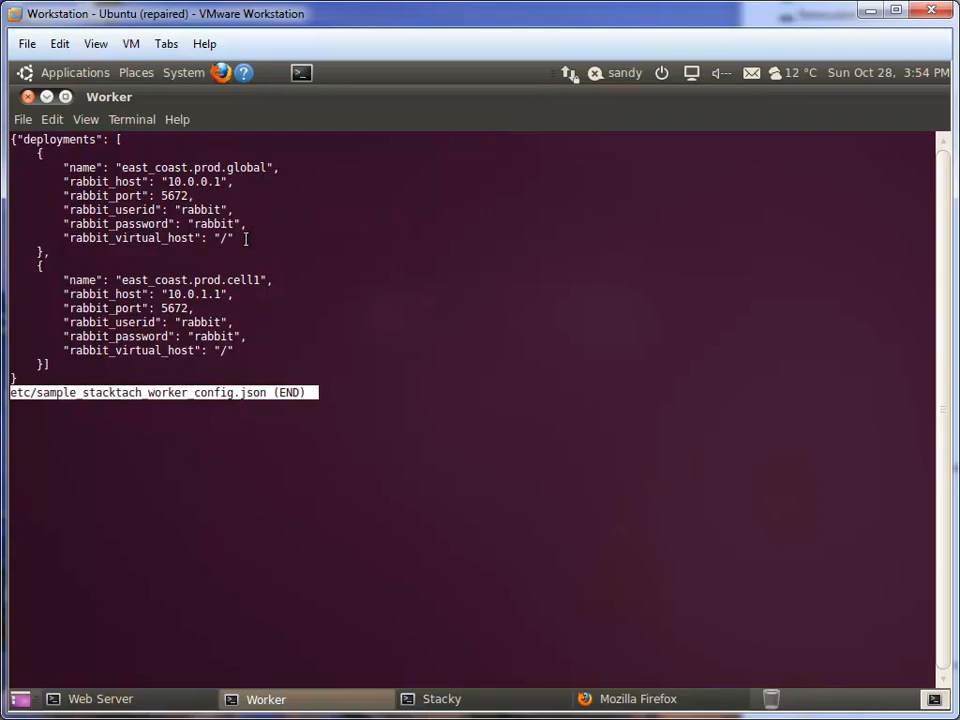 Workstation - Ubuntu (repaired) - VMware Workstation
File Edit View VM Tabs Help
Applications Places System ? >_ sandy 12 °C Sun Oct 28, 3:54 PM
Worker
File Edit View Terminal Help
{"deployments": [
    {
        "name": "east_coast.prod.global",
        "rabbit_host": "10.0.0.1",
        "rabbit_port": 5672,
        "rabbit_userid": "rabbit",
        "rabbit_password": "rabbit",
        "rabbit_virtual_host": "/"
    },
    {
        "name": "east_coast.prod.cell1",
        "rabbit_host": "10.0.1.1",
        "rabbit_port": 5672,
        "rabbit_userid": "rabbit",
        "rabbit_password": "rabbit",
        "rabbit_virtual_host": "/"
    }]
}
etc/sample_stacktach_worker_config.json (END)
Web Server Worker Stacky Mozilla Firefox